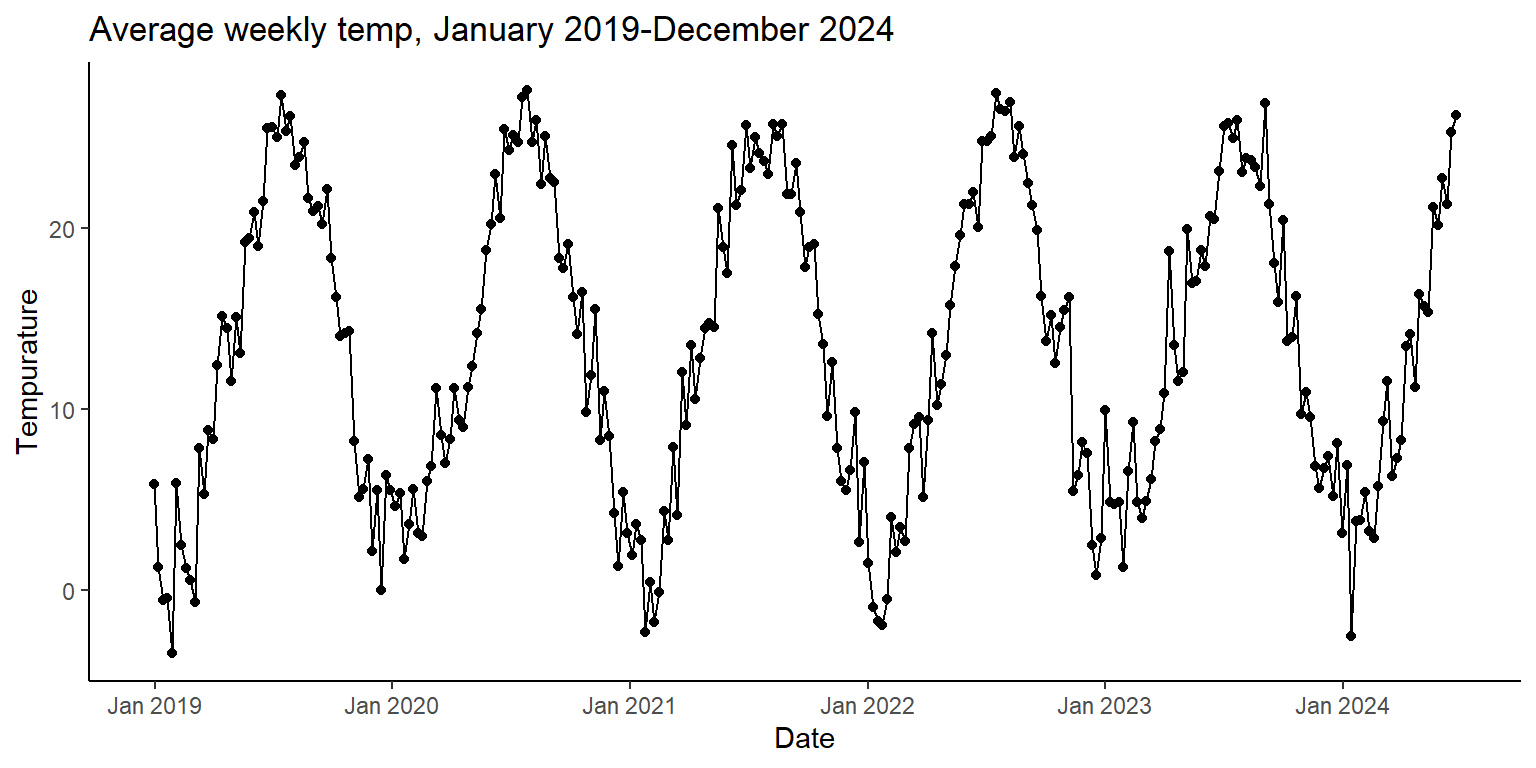 Average weekly temp, January 2019-December 2024
Tempurature
20
10
0
Jan 2019
Jan 2020
Jan 2021
Jan 2022
Jan 2023
Jan 2024
Date